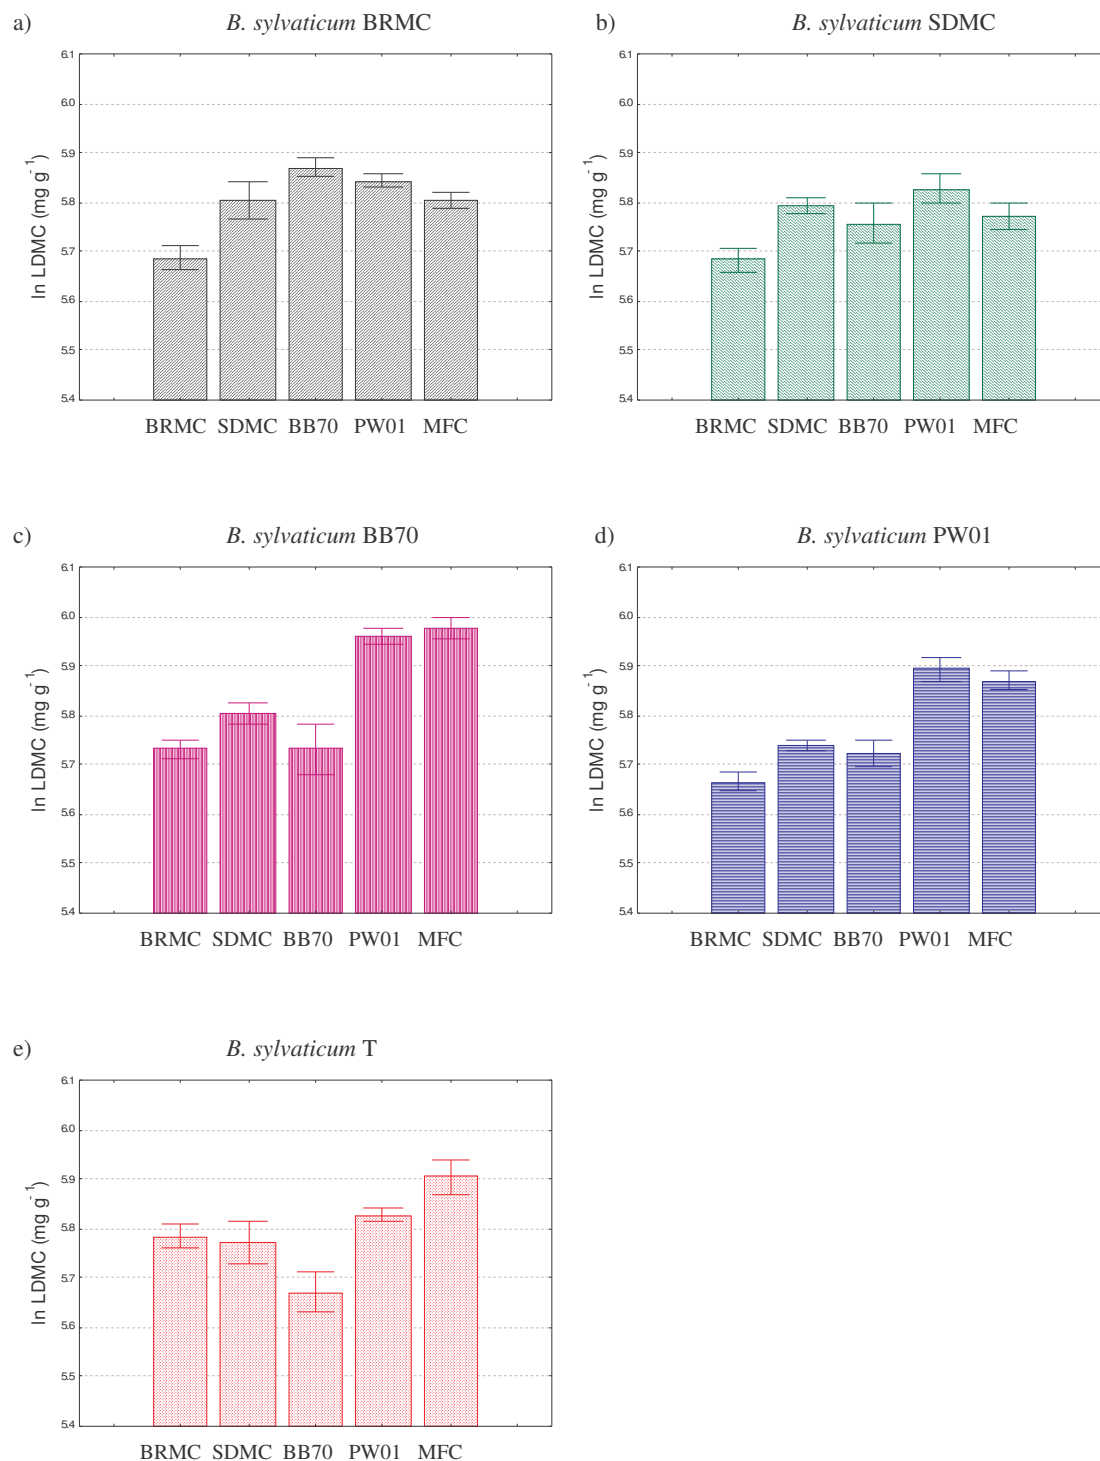 a) B. sylvaticum BRMC
6.1
6.0
5.9
5.8
5.7
5.6
5.5
5.4
ln LDMC (mg g-1)
BRMC SDMC BB70 PW01 MFC
b) B. sylvaticum SDMC
6.1
6.0
5.9
5.8
5.7
5.6
5.5
5.4
ln LDMC (mg g-1)
BRMC SDMC BB70 PW01 MFC
c) B. sylvaticum BB70
6.1
6.0
5.9
5.8
5.7
5.6
5.5
5.4
ln LDMC (mg g-1)
BRMC SDMC BB70 PW01 MFC
d) B. sylvaticum PW01
6.1
6.0
5.9
5.8
5.7
5.6
5.5
5.4
ln LDMC (mg g-1)
BRMC SDMC BB70 PW01 MFC
e) B. sylvaticum T
6.1
6.0
5.9
5.8
5.7
5.6
5.5
5.4
ln LDMC (mg g-1)
BRMC SDMC BB70 PW01 MFC